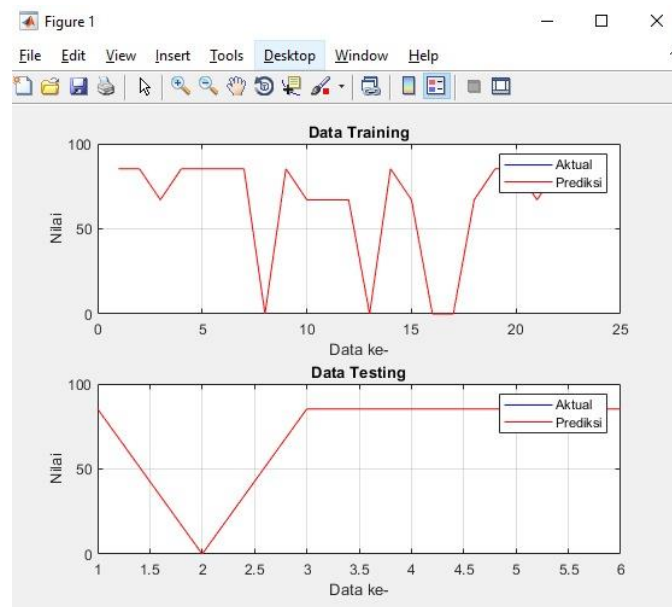 Figure 1
File Edit View Insert Tools Desktop Window Help
Data Training
100
50
0
Nilai
0 5 10 15 20 25
Data ke-
Aktual
Prediksi
Data Testing
100
50
0
Nilai
1 1.5 2 2.5 3 3.5 4 4.5 5 5.5 6
Data ke-
Aktual
Prediksi